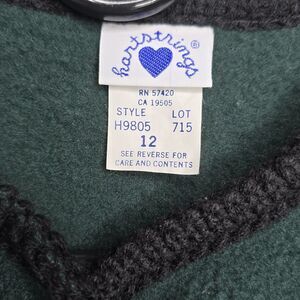 hartstrings®
RN 57420
CA 19505
STYLE LOT
H9805 715
12
SEE REVERSE FOR
CARE AND CONTENTS